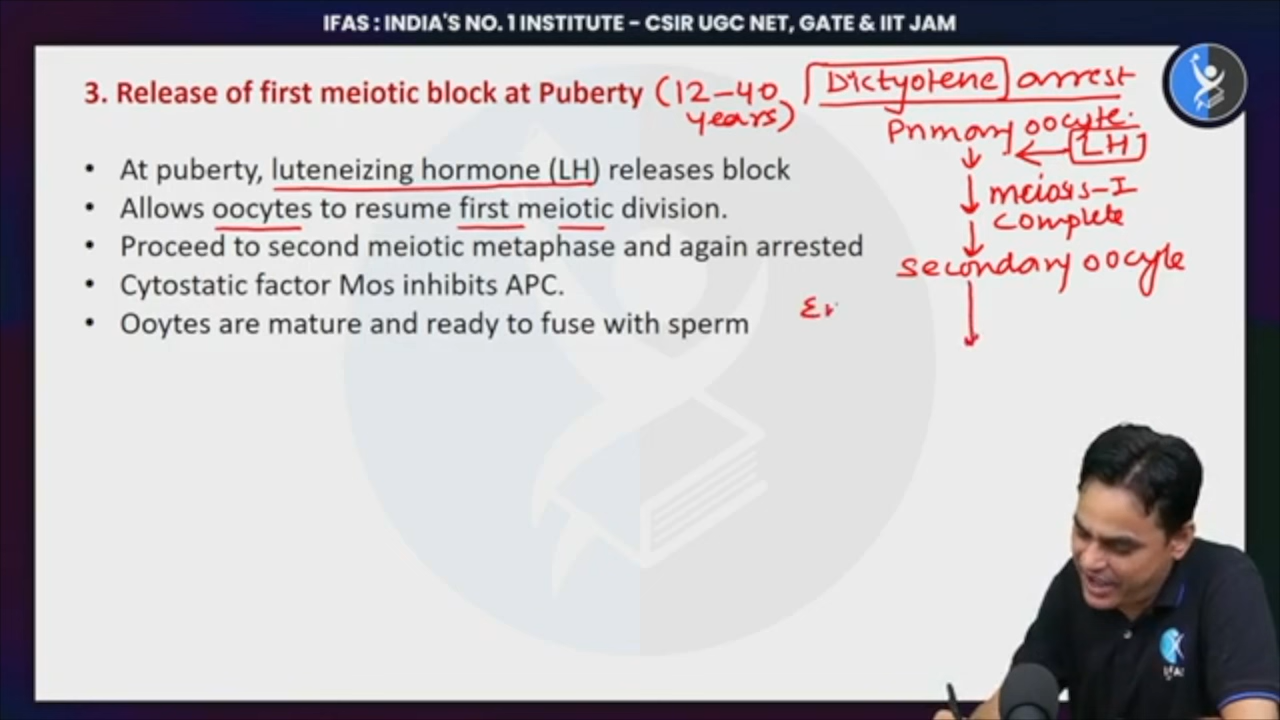 IFAS : INDIA'S NO. 1 INSTITUTE – CSIR UGC NET, GATE & IIT JAM
3. Release of first meiotic block at Puberty (12-40 years)
• At puberty, luteneizing hormone (LH) releases block
• Allows oocytes to resume first meiotic division.
• Proceed to second meiotic metaphase and again arrested
• Cytostatic factor Mos inhibits APC.
• Ooytes are mature and ready to fuse with sperm
Dictyotene arrest
Primary oocyte.
LH
meiosis-I
complete
secondary oocyte
IFAS